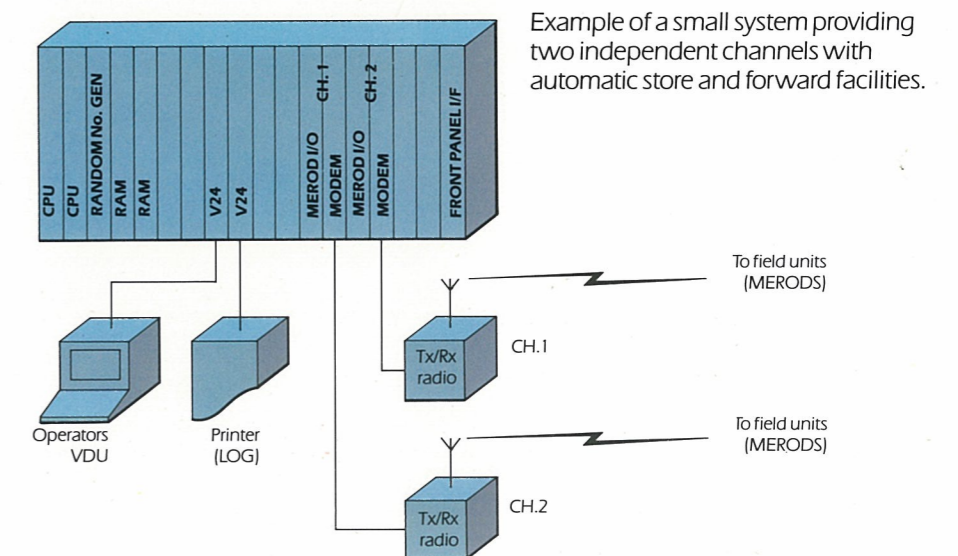 Example of a small system providing
two independent channels with
automatic store and forward facilities.
CPU
CPU
RANDOM No. GEN
RAM
RAM
V24
V24
MEROD I/O
MODEM CH. 1
MEROD I/O
MODEM CH. 2
FRONT PANEL I/F
To field units
(MERODS)
Tx/Rx
radio
CH.1
Operators
VDU
Printer
(LOG)
To field units
(MERODS)
Tx/Rx
radio
CH.2